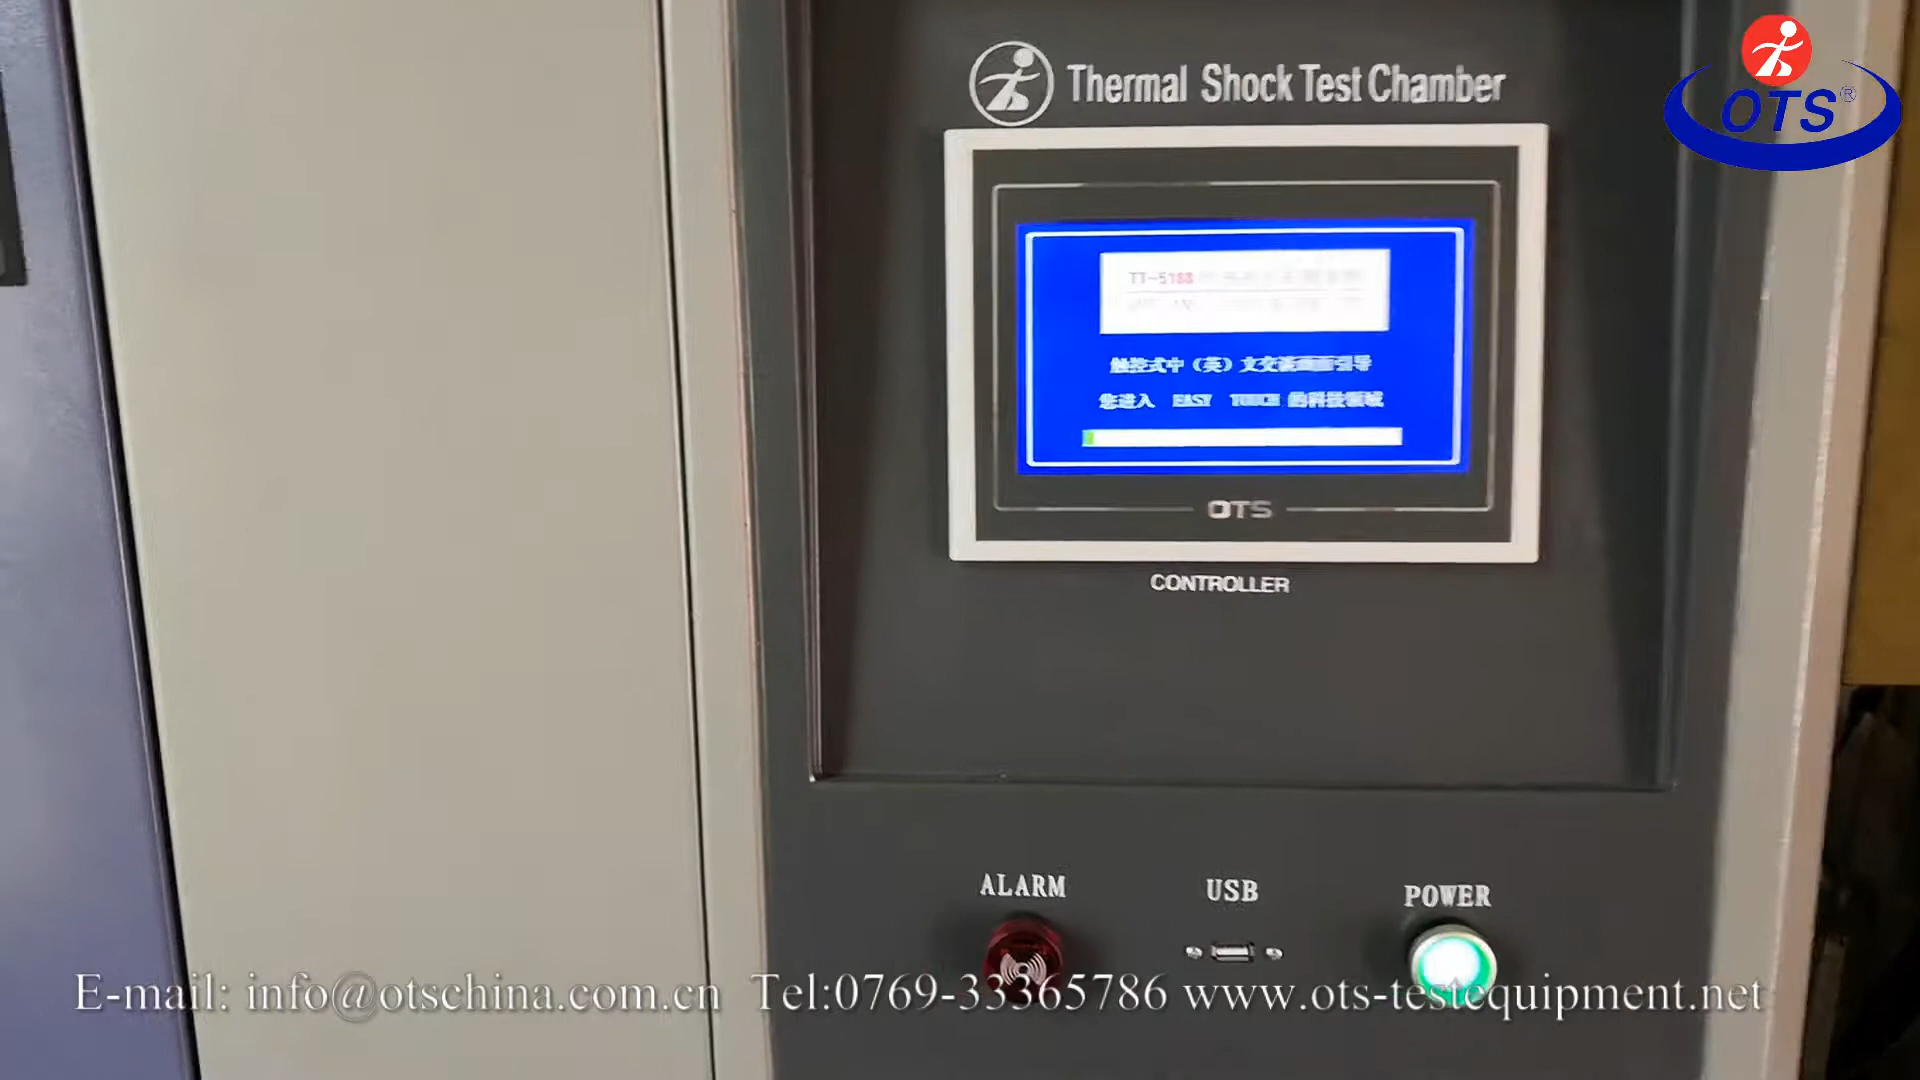 Thermal Shock Test Chamber
OTS®
TT-5188
触控式中（英）文交谈画面引导
您进入 EASY TOUCH 的科技领域
OTS
CONTROLLER
ALARM
USB
POWER
E-mail: info@otschina.com.cn Tel:0769-33365786 www.ots-testequipment.net